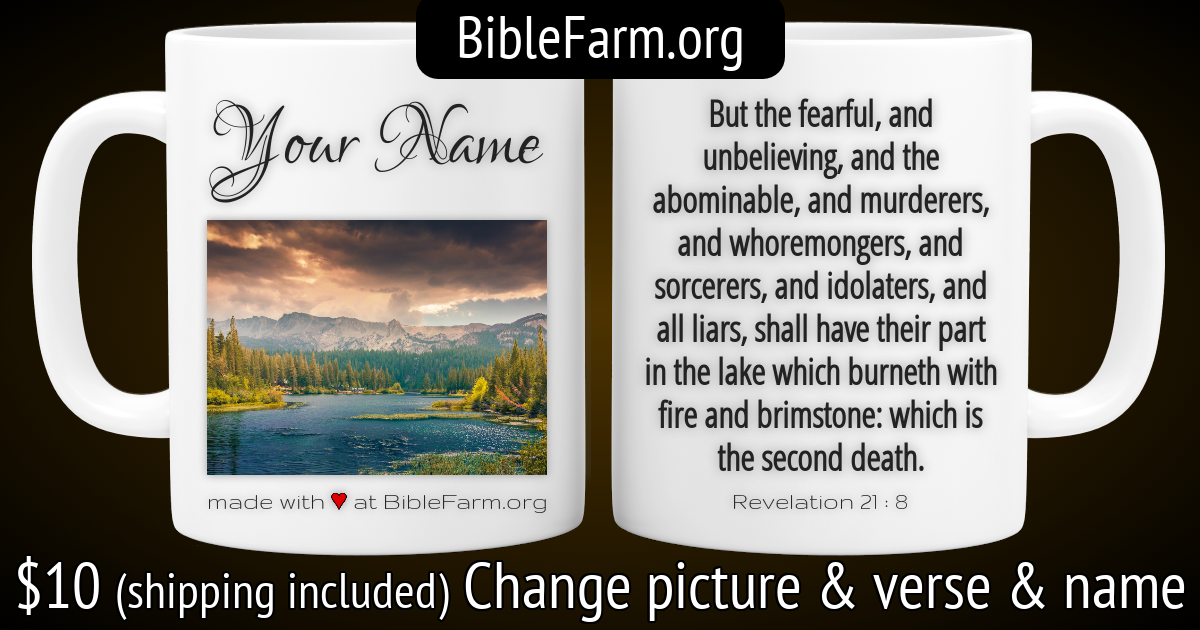 BibleFarm.org
Your Name
made with ♥ at BibleFarm.org
But the fearful, and
unbelieving, and the
abominable, and murderers,
and whoremongers, and
sorcerers, and idolaters, and
all liars, shall have their part
in the lake which burneth with
fire and brimstone: which is
the second death.
Revelation 21 : 8
$10 (shipping included) Change picture & verse & name